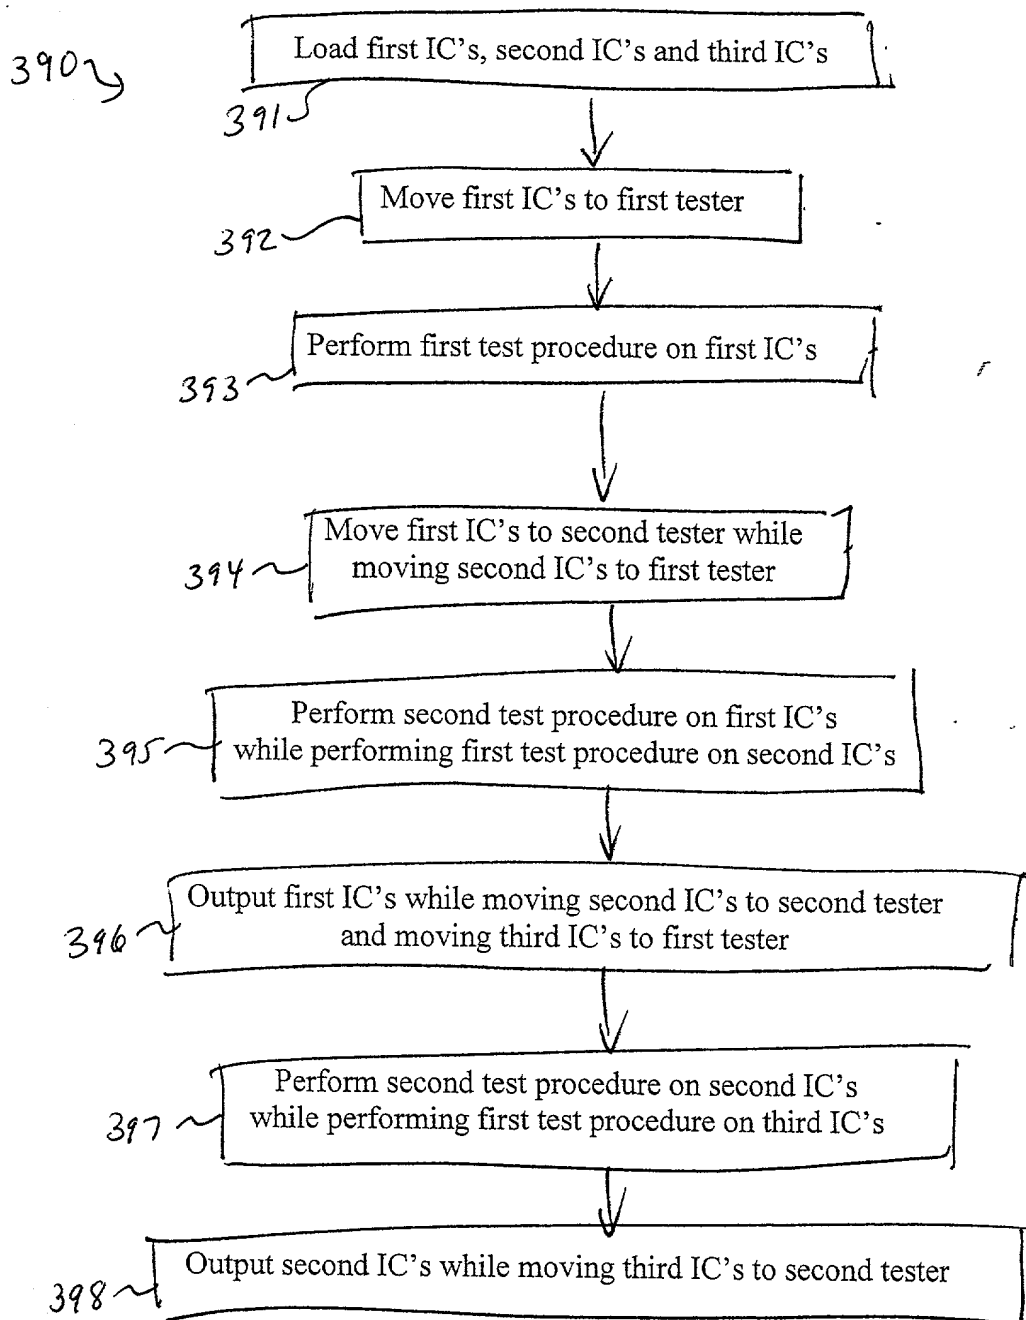 390
Load first IC's, second IC's and third IC's
391
Move first IC's to first tester
392
Perform first test procedure on first IC's
393
Move first IC's to second tester while
moving second IC's to first tester
394
Perform second test procedure on first IC's
while performing first test procedure on second IC's
395
Output first IC's while moving second IC's to second tester
and moving third IC's to first tester
396
Perform second test procedure on second IC's
while performing first test procedure on third IC's
397
Output second IC's while moving third IC's to second tester
398